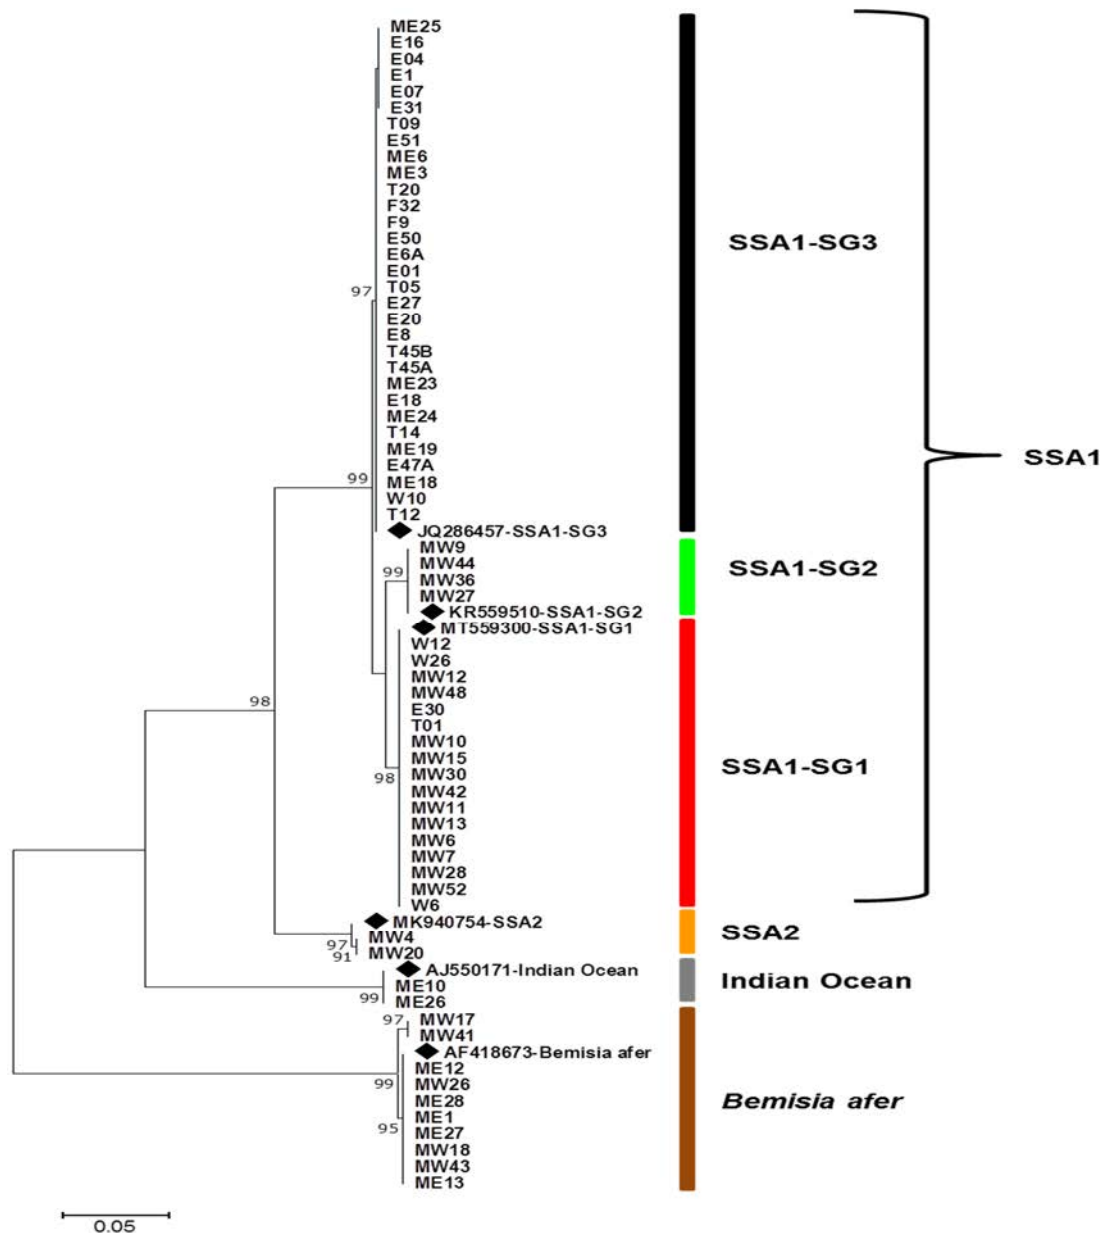 ME25
E16
E04
E1
E07
E31
T09
E51
ME6
ME3
T20
F32
F9
E50
E6A
E01
T05
E27
E20
E8
T45B
T45A
ME23
E18
ME24
T14
ME19
E47A
ME18
W10
T12
JQ286457-SSA1-SG3
MW9
MW44
MW36
MW27
KR559510-SSA1-SG2
MT559300-SSA1-SG1
W12
W26
MW12
MW48
E30
T01
MW10
MW15
MW30
MW42
MW11
MW13
MW6
MW7
MW28
MW52
W6
MK940754-SSA2
MW4
MW20
AJ550171-Indian Ocean
ME10
ME26
MW17
MW41
AF418673-Bemisia afer
ME12
MW26
ME28
ME1
ME27
MW18
MW43
ME13
97
99
99
98
98
97
91
99
97
99
95
SSA1-SG3
SSA1-SG2
SSA1-SG1
SSA2
Indian Ocean
Bemisia afer
SSA1
0.05